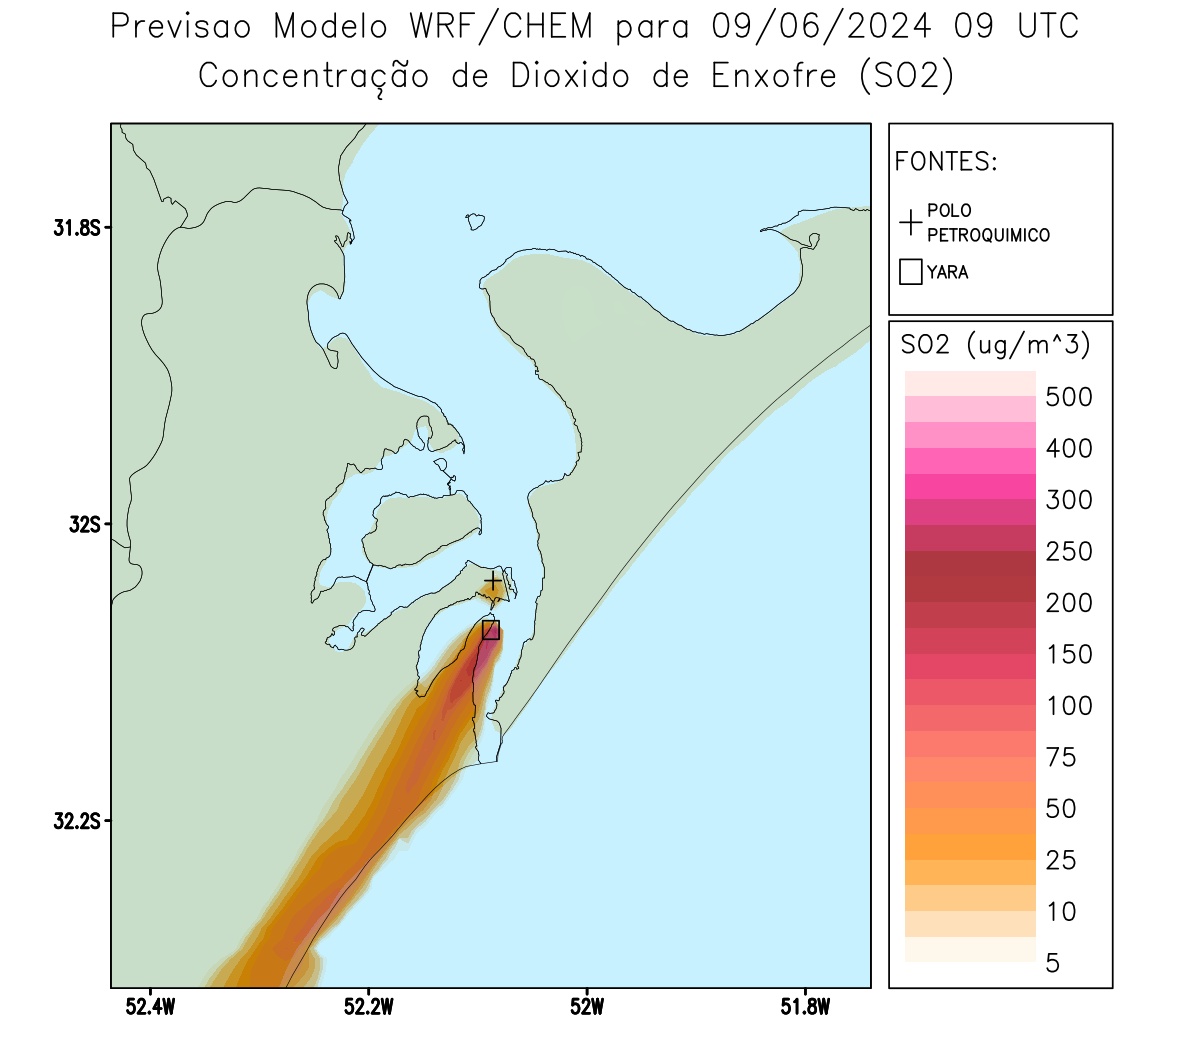 Previsao Modelo WRF/CHEM para 09/06/2024 09 UTC
Concentração de Dioxido de Enxofre (SO2)
FONTES:
POLO
PETROQUIMICO
YARA
SO2 (ug/m^3)
500
400
300
250
200
150
100
75
50
25
10
5
31.8S
32S
32.2S
52.4W
52.2W
52W
51.8W